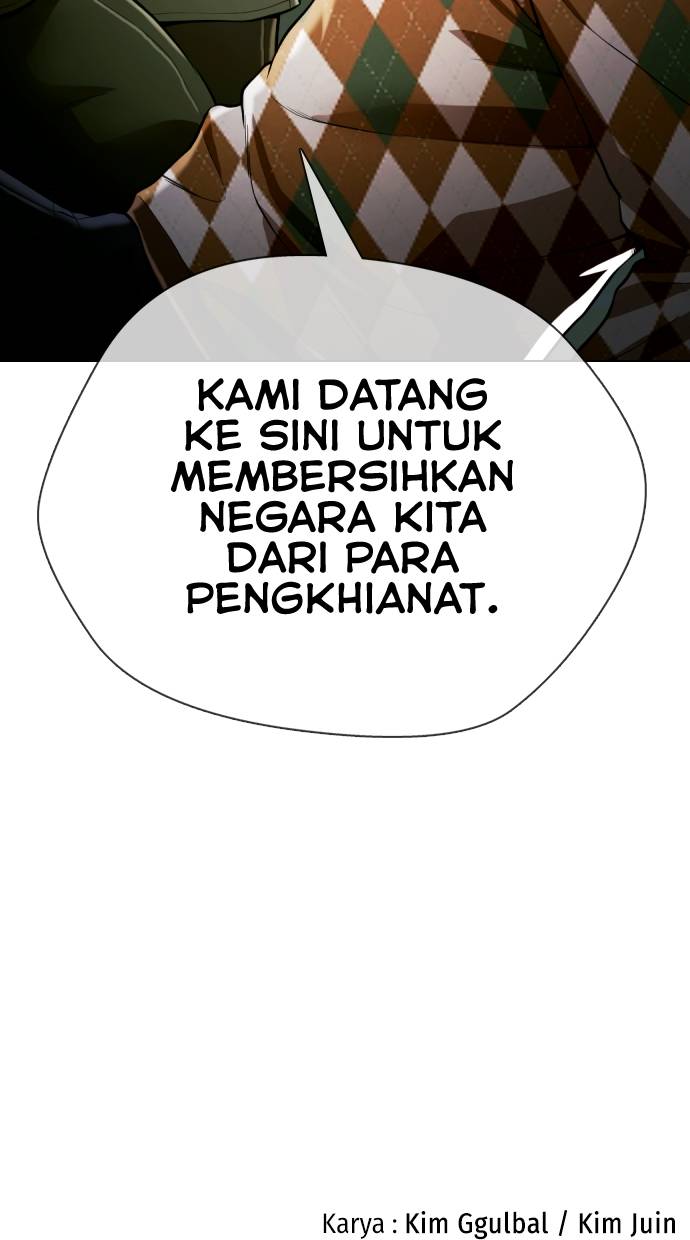 KAMI DATANG
KE SINI UNTUK
MEMBERSIHKAN
NEGARA KITA
DARI PARA
PENGKHIANAT.
Karya : Kim Ggulbal / Kim Juin